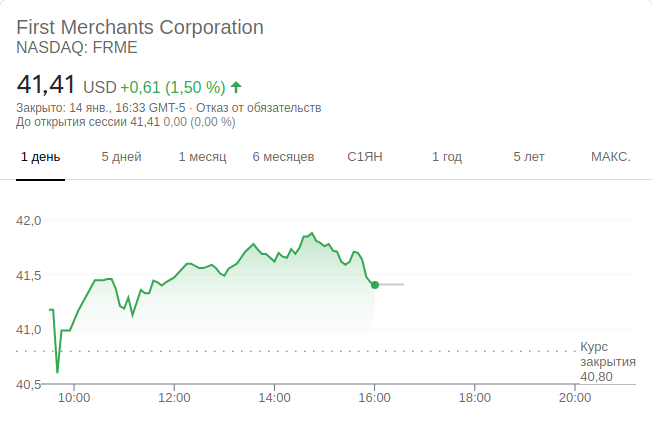 First Merchants Corporation
NASDAQ: FRME
41,41 USD +0,61 (1,50 %)
Закрыто: 14 янв., 16:33 GMT-5 · Отказ от обязательств
До открытия сессии 41,41 0,00 (0,00 %)
1 день 5 дней 1 месяц 6 месяцев С1ЯН 1 год 5 лет МАКС.
42,0
41,5
41,0
Курс
закрытия
40,80
40,5
10:00 12:00 14:00 16:00 18:00 20:00